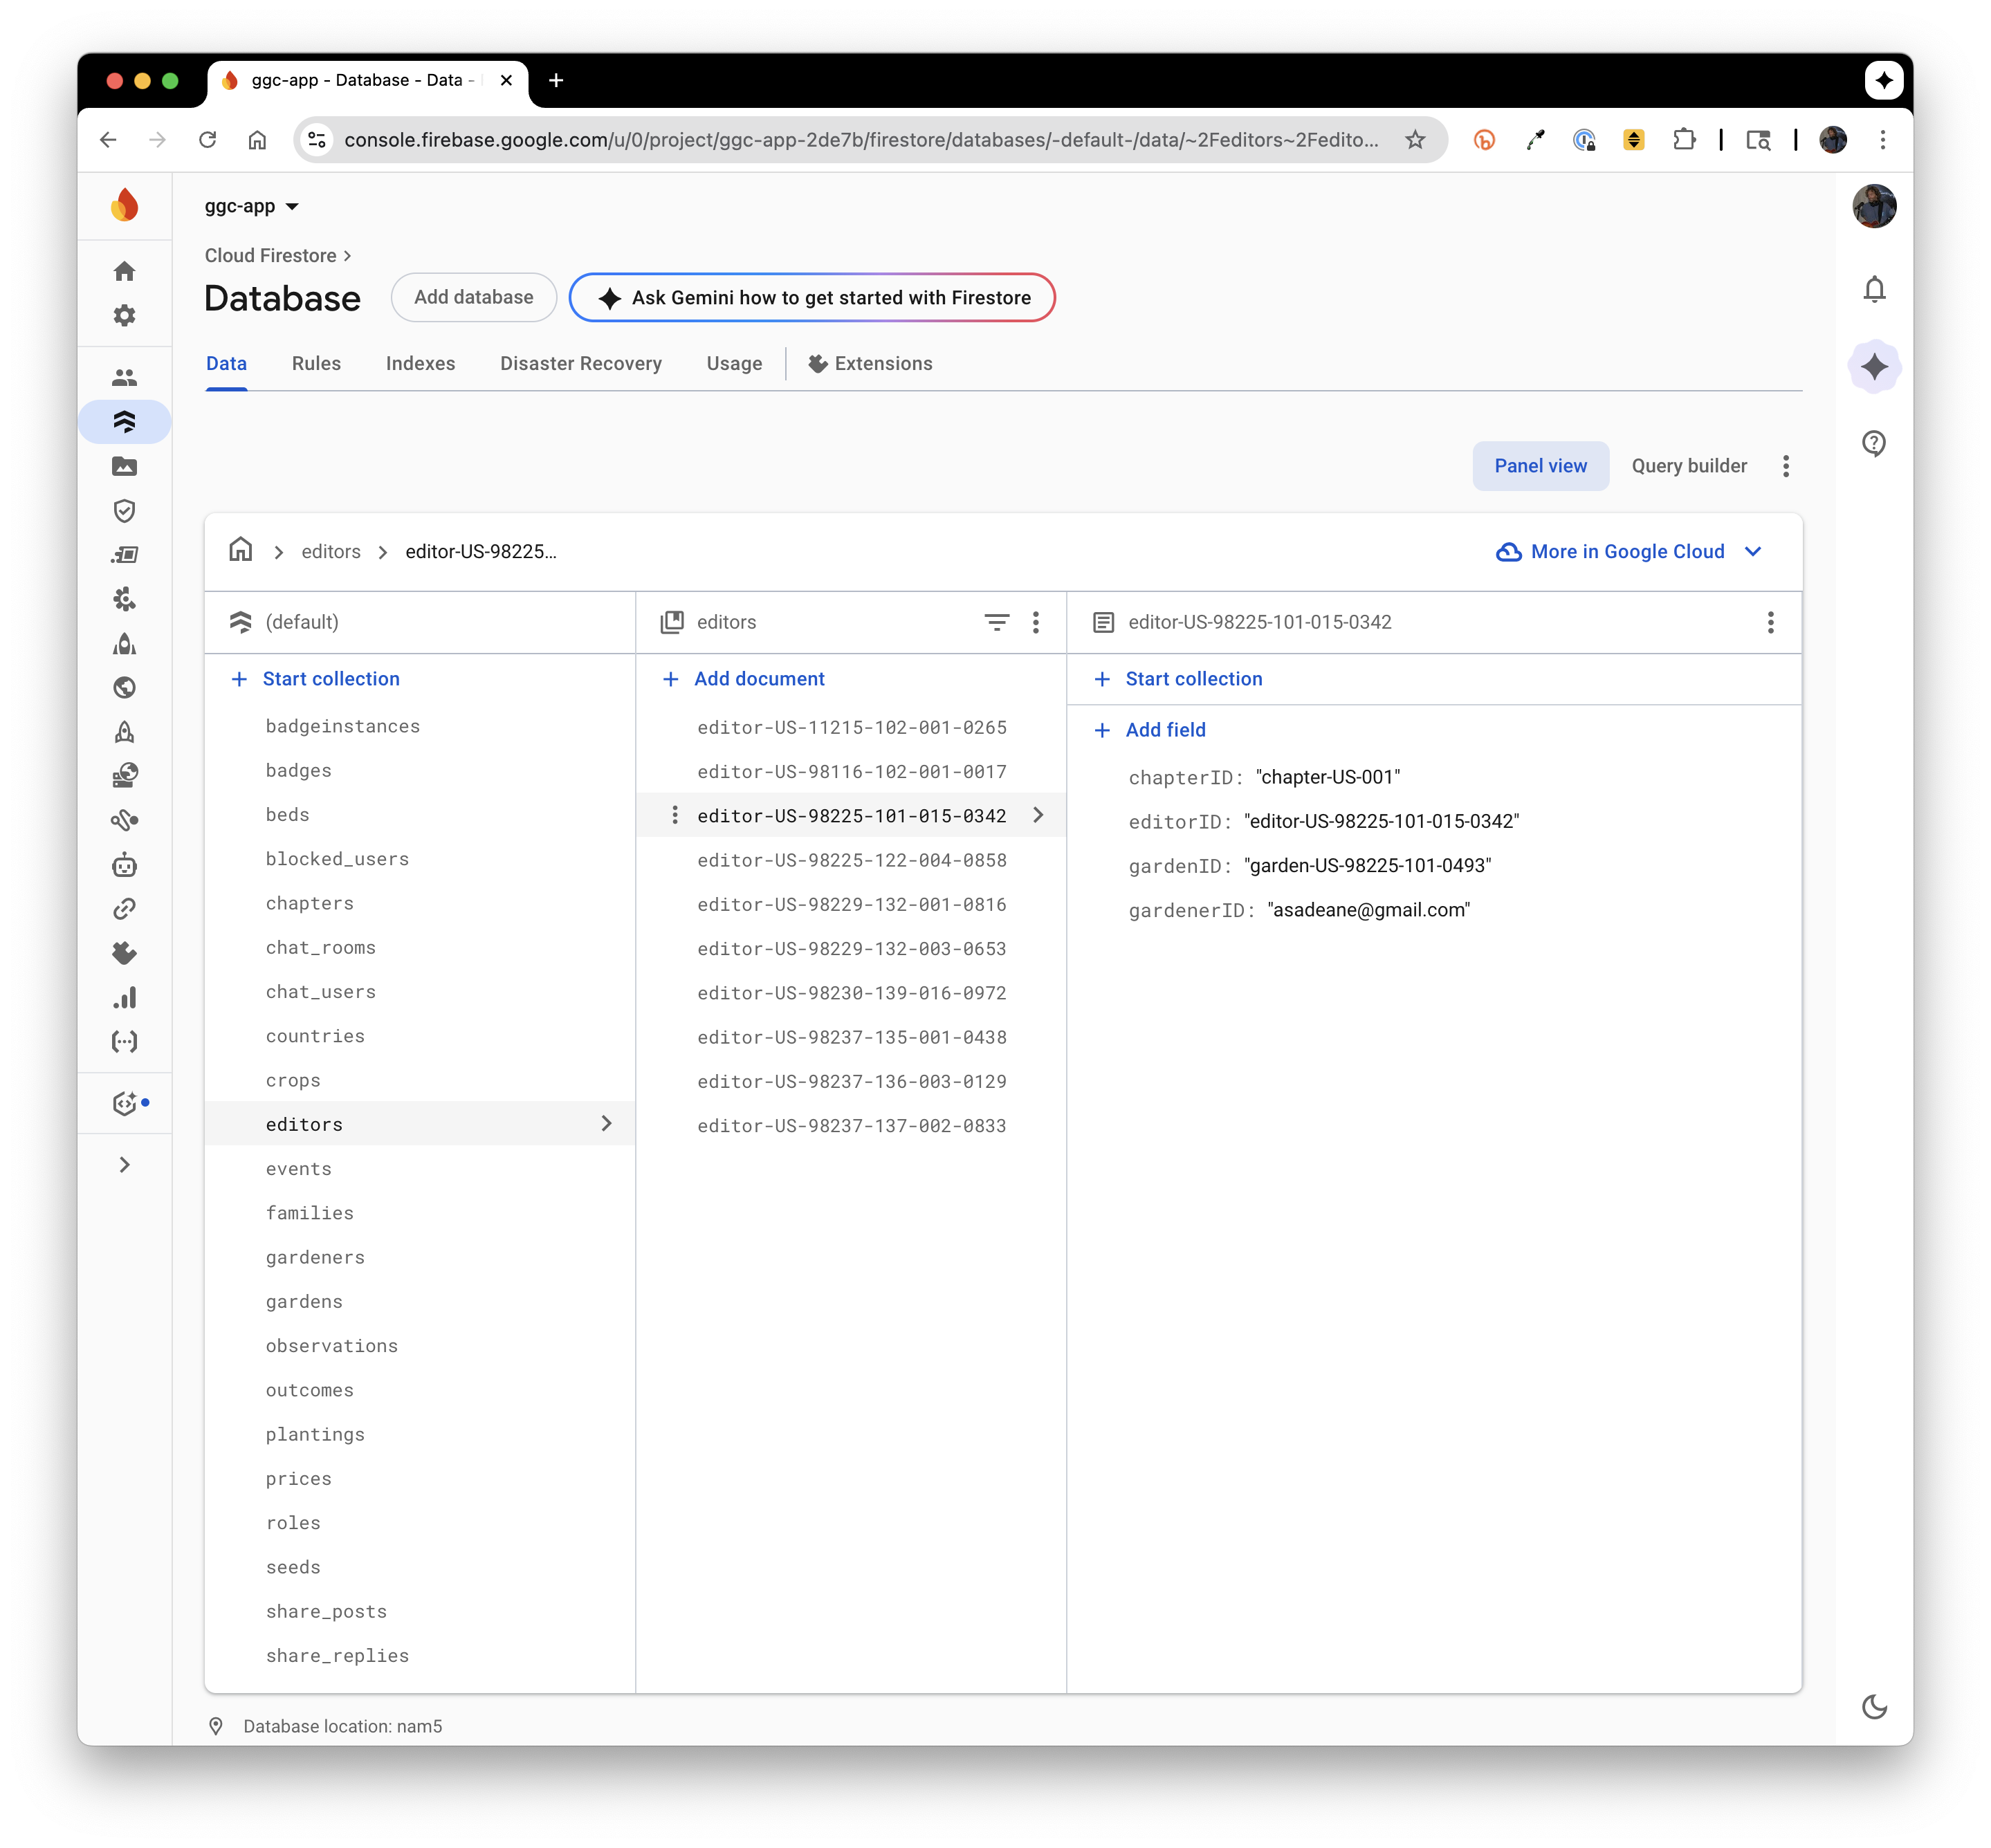 ggc-app - Database - Data -
console.firebase.google.com/u/0/project/ggc-app-2de7b/firestore/databases/-default-/data/~2Feditors~2Fedito...
ggc-app
Cloud Firestore
Database
Add database
Ask Gemini how to get started with Firestore
Data Rules Indexes Disaster Recovery Usage Extensions
Panel view Query builder
editors editor-US-98225...
More in Google Cloud
(default)
Start collection
badgeinstances
badges
beds
blocked_users
chapters
chat_rooms
chat_users
countries
crops
editors
events
families
gardeners
gardens
observations
outcomes
plantings
prices
roles
seeds
share_posts
share_replies
editors
Add document
editor-US-11215-102-001-0265
editor-US-98116-102-001-0017
editor-US-98225-101-015-0342
editor-US-98225-122-004-0858
editor-US-98229-132-001-0816
editor-US-98229-132-003-0653
editor-US-98230-139-016-0972
editor-US-98237-135-001-0438
editor-US-98237-136-003-0129
editor-US-98237-137-002-0833
editor-US-98225-101-015-0342
Start collection
Add field
chapterID: "chapter-US-001"
editorID: "editor-US-98225-101-015-0342"
gardenID: "garden-US-98225-101-0493"
gardenerID: "asadeane@gmail.com"
Database location: nam5